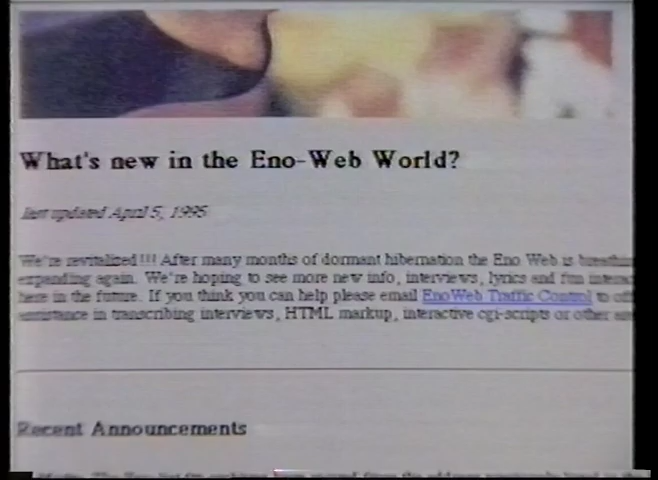 What's new in the Eno-Web World?
last updated April 5, 1995
We're revitalized!!! After many months of dormant hibernation the Eno Web is breathing
expanding again. We're hoping to see more new info, interviews, lyrics and fun
here in the future. If you think you can help please email EnoWeb Traffic Control to
assistance in transcribing interviews, HTML markup, interactive cgi-scripts or other
Recent Announcements